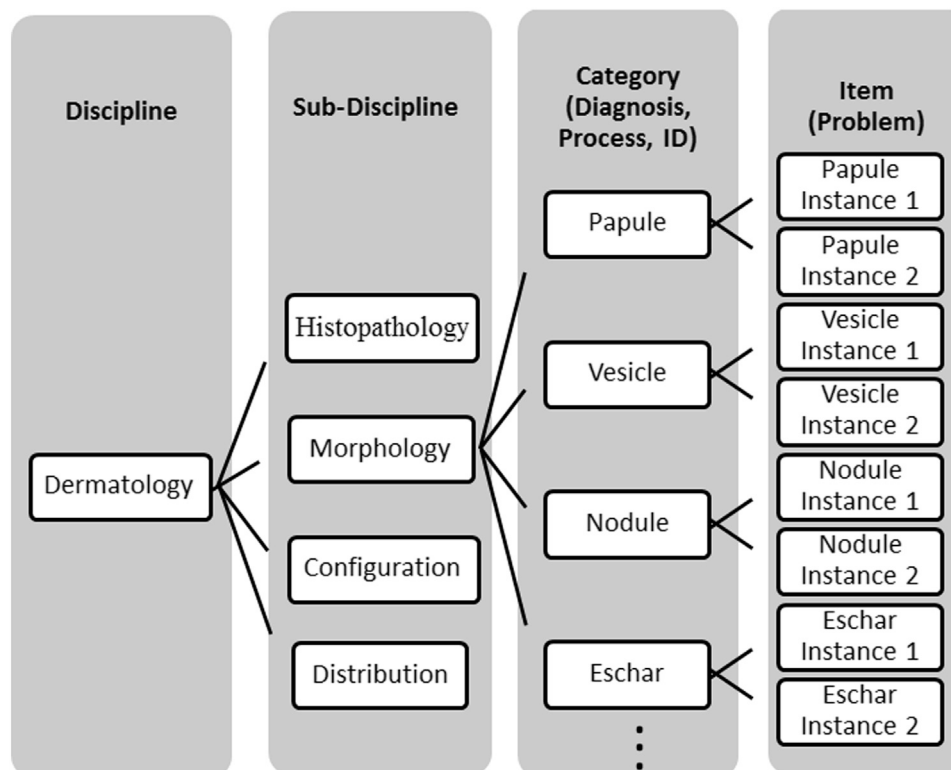 Discipline
Dermatology
Sub-Discipline
Histopathology
Morphology
Configuration
Distribution
Category
(Diagnosis,
Process, ID)
Papule
Vesicle
Nodule
Eschar
Item
(Problem)
Papule
Instance 1
Papule
Instance 2
Vesicle
Instance 1
Vesicle
Instance 2
Nodule
Instance 1
Nodule
Instance 2
Eschar
Instance 1
Eschar
Instance 2